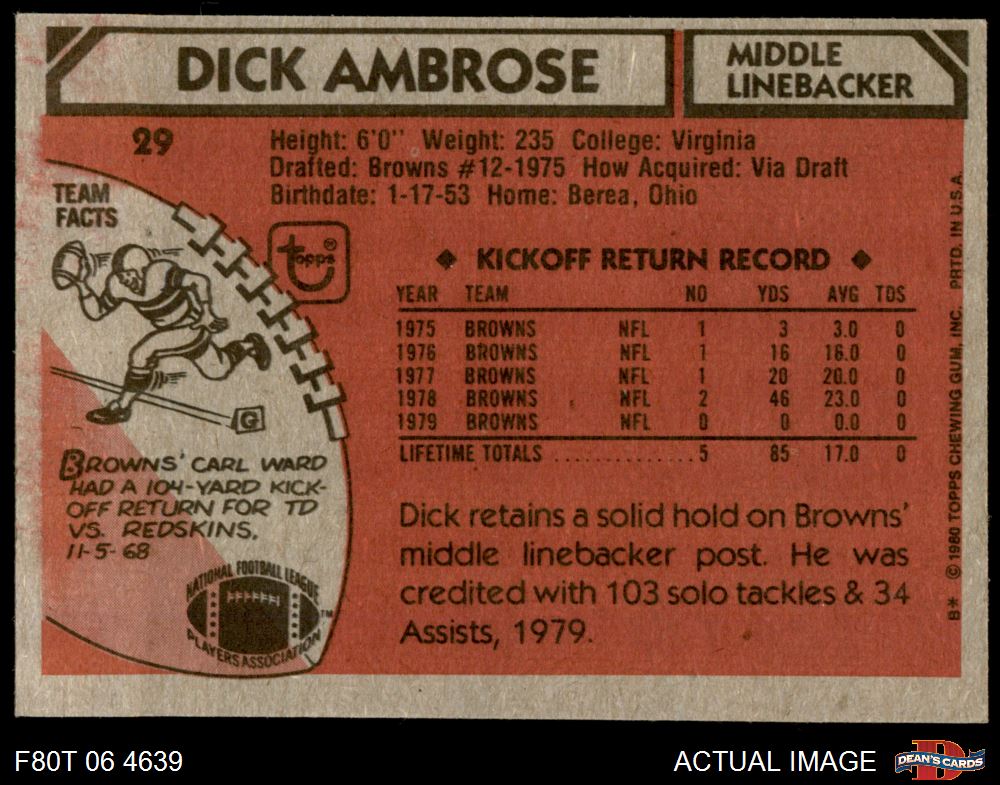 DICK AMBROSE
MIDDLE
LINEBACKER
29
Height: 6'0" Weight: 235 College: Virginia
Drafted: Browns #12-1975 How Acquired: Via Draft
Birthdate: 1-17-53 Home: Berea, Ohio
TEAM
FACTS
topps®
G
BROWNS' CARL WARD
HAD A 104-YARD KICK-
OFF RETURN FOR TD
VS. REDSKINS,
11-5-68
NATIONAL FOOTBALL LEAGUE
PLAYERS ASSOCIATION
TM
◆ KICKOFF RETURN RECORD ◆
YEAR TEAM NO YDS AVG TDS
1975 BROWNS NFL 1 3 3.0 0
1976 BROWNS NFL 1 16 16.0 0
1977 BROWNS NFL 1 20 20.0 0
1978 BROWNS NFL 2 46 23.0 0
1979 BROWNS NFL 0 0 0.0 0
LIFETIME TOTALS ............. 5 85 17.0 0
Dick retains a solid hold on Browns'
middle linebacker post. He was
credited with 103 solo tackles & 34
Assists, 1979.
B* © 1980 TOPPS CHEWING GUM, INC. PRTD. IN U.S.A.
F80T 06 4639
ACTUAL IMAGE
D
DEAN'S CARDS